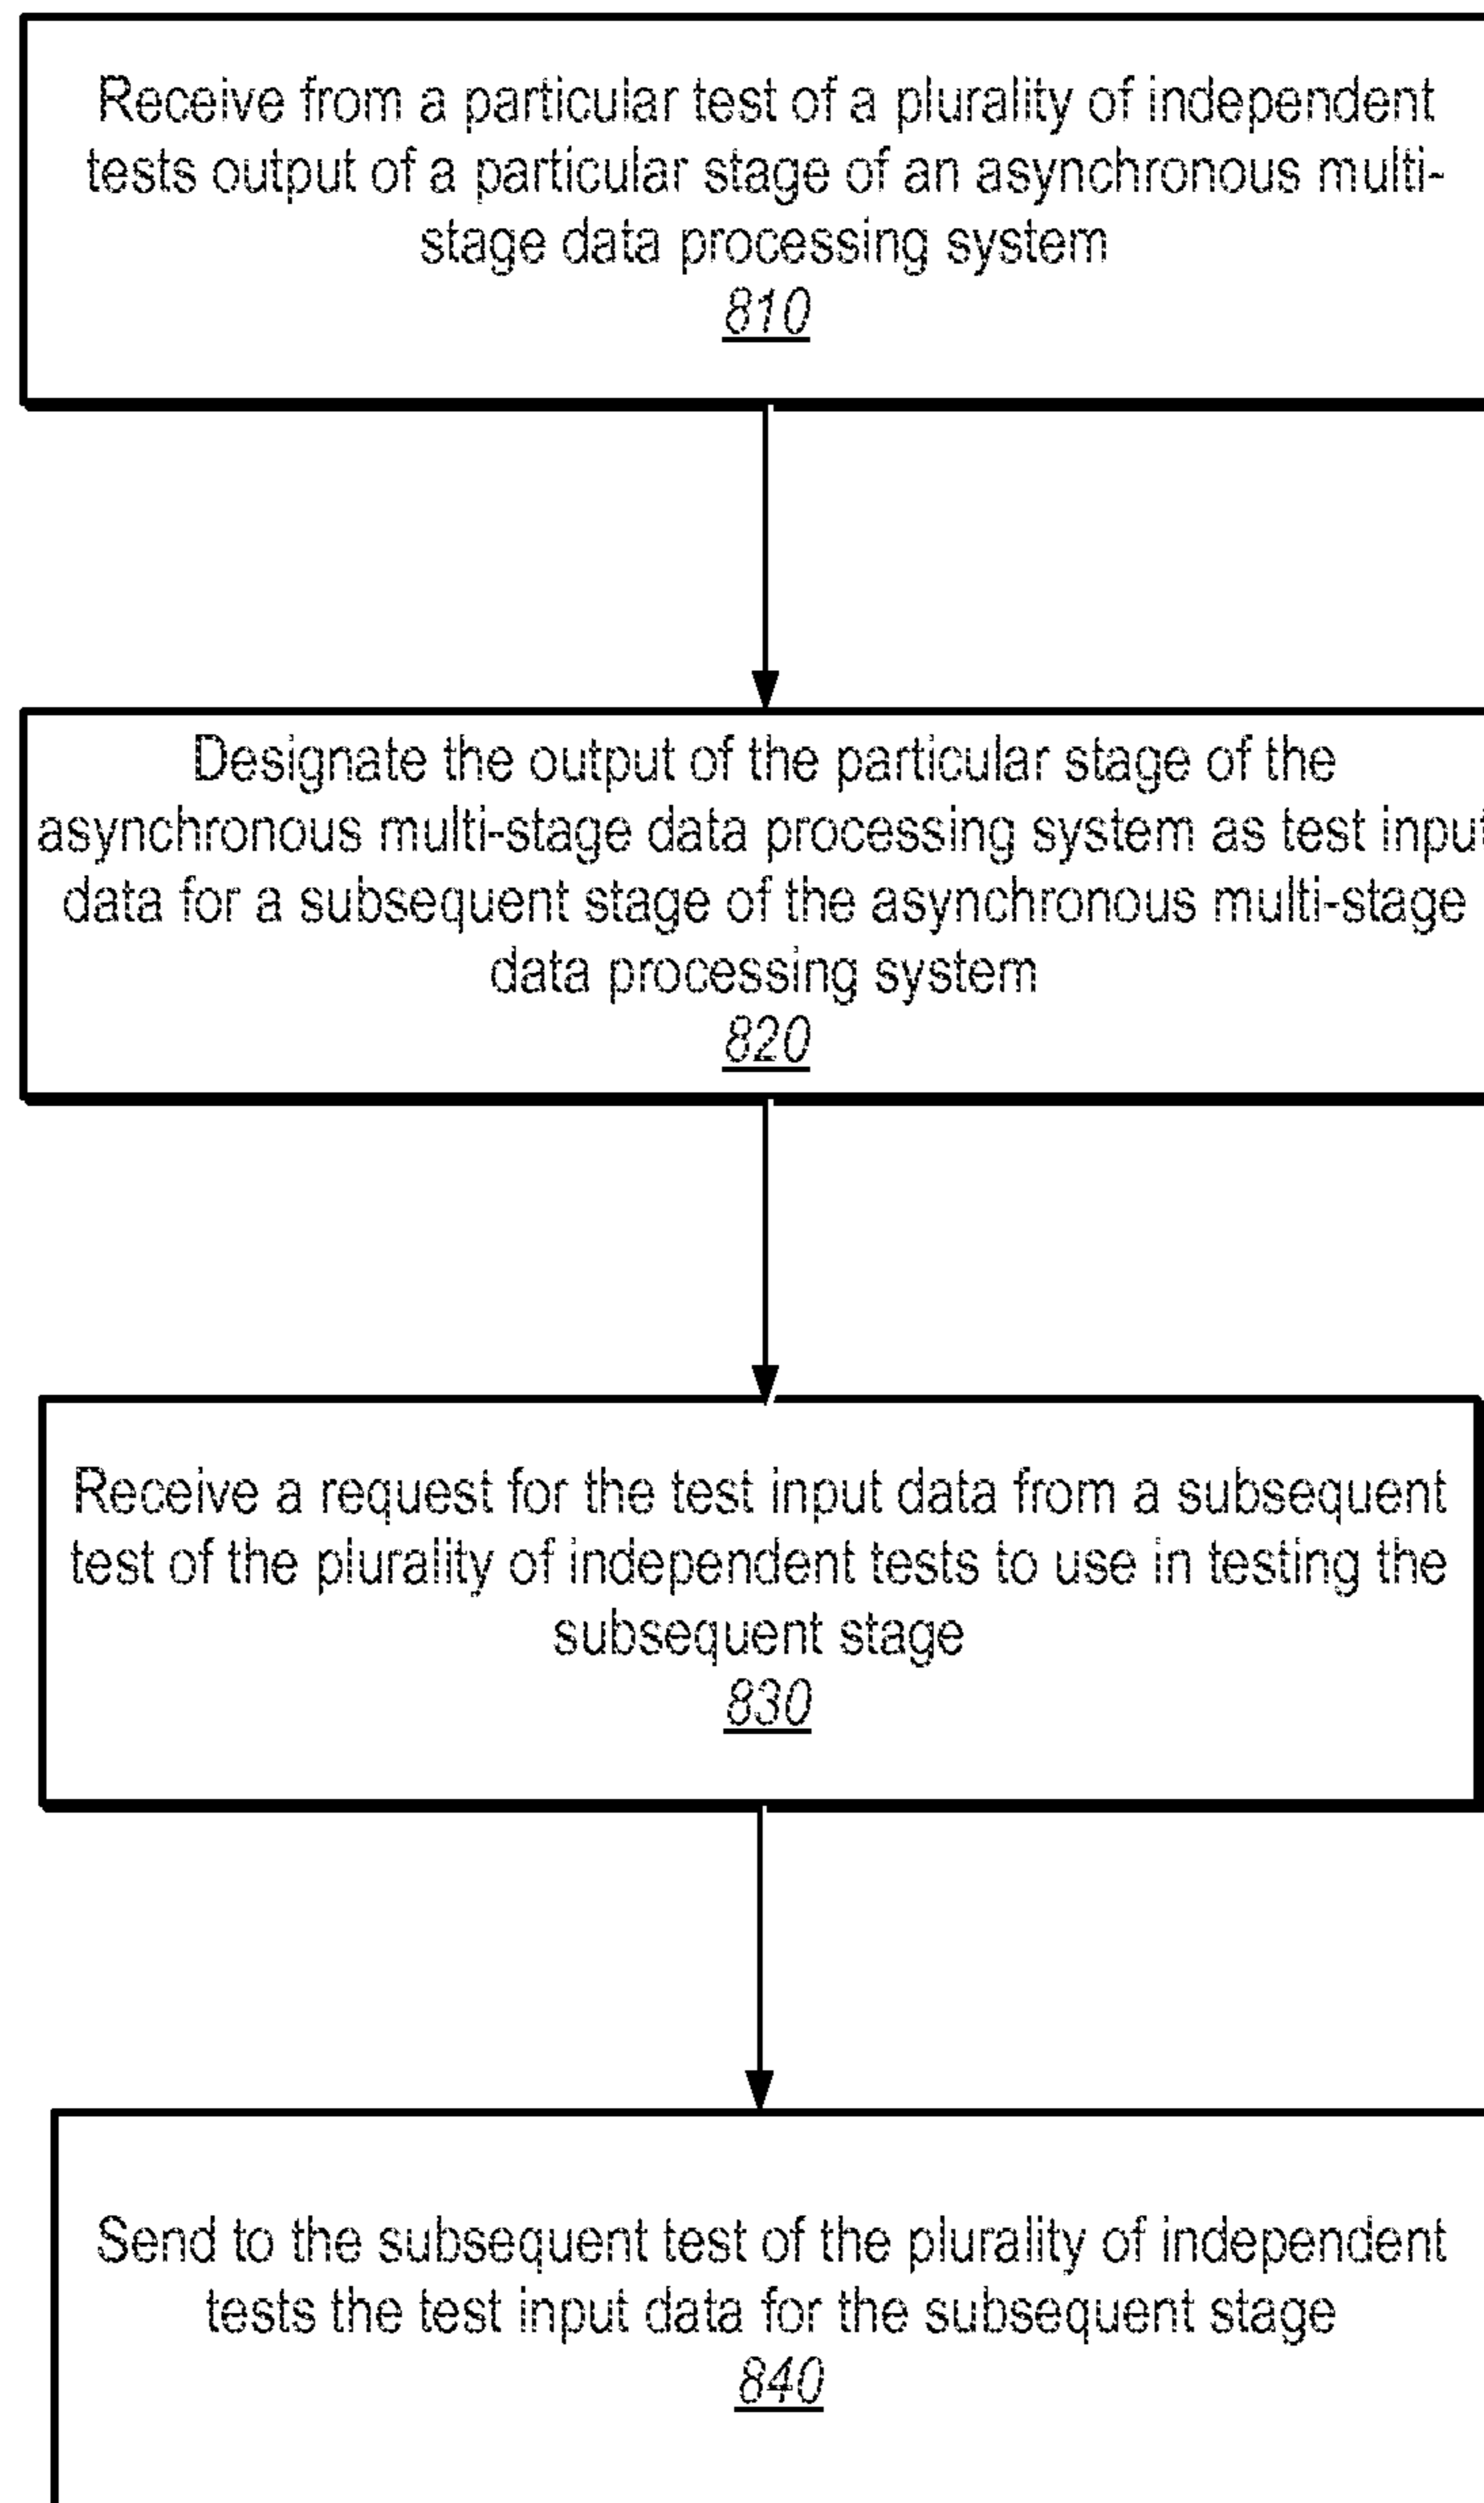 Receive from a particular test of a plurality of independent
tests output of a particular stage of an asynchronous multi-
stage data processing system
810
Designate the output of the particular stage of the
asynchronous multi-stage data processing system as test input
data for a subsequent stage of the asynchronous multi-stage
data processing system
820
Receive a request for the test input data from a subsequent
test of the plurality of independent tests to use in testing the
subsequent stage
830
Send to the subsequent test of the plurality of independent
tests the test input data for the subsequent stage
840